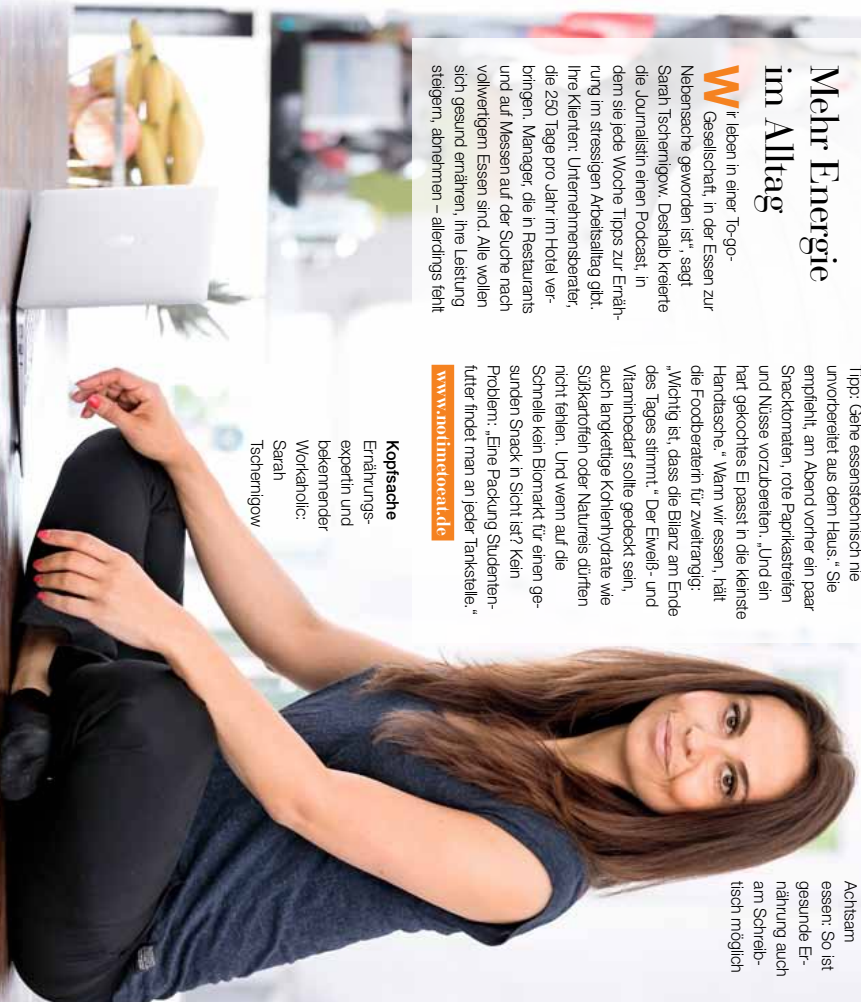 Mehr Energie
im Alltag
Wir leben in einer To-go-
Gesellschaft, in der Essen zur
Nebensache geworden ist“, sagt
Sarah Tschernigow. Deshalb kreierte
die Journalistin einen Podcast, in
dem sie jede Woche Tipps zur Ernäh-
rung im stressigen Arbeitsalltag gibt.
Ihre Klienten: Unternehmensberater,
die 250 Tage pro Jahr im Hotel ver-
bringen. Manager, die in Restaurants
und auf Messen auf der Suche nach
vollwertigem Essen sind. Alle wollen
sich gesund ernähren, ihre Leistung
steigern, abnehmen – allerdings fehlt
Tipp: Gehe essenstechnisch nie
unvorbereitet aus dem Haus.“ Sie
empfiehlt, am Abend vorher ein paar
Snacktomaten, rote Paprikastreifen
und Nüsse vorzubereiten. „Und ein
hart gekochtes Ei passt in die kleinste
Handtasche.“ Wann wir essen, hält
die Foodberaterin für zweitrangig:
„Wichtig ist, dass die Bilanz am Ende
des Tages stimmt.“ Der Eiweiß- und
Vitaminbedarf sollte gedeckt sein,
auch langkettige Kohlenhydrate wie
Süßkartoffeln oder Naturreis dürften
nicht fehlen. Und wenn auf die
Schnelle kein Biomarkt für einen ge-
sunden Snack in Sicht ist? Kein
Problem: „Eine Packung Studenten-
futter findet man an jeder Tankstelle.“
www.notimetoeat.de
Kopfsache
Ernährungs-
expertin und
bekennender
Workaholic:
Sarah
Tschernigow
Achtsam
essen: So ist
gesunde Er-
nährung auch
am Schreib-
tisch möglich